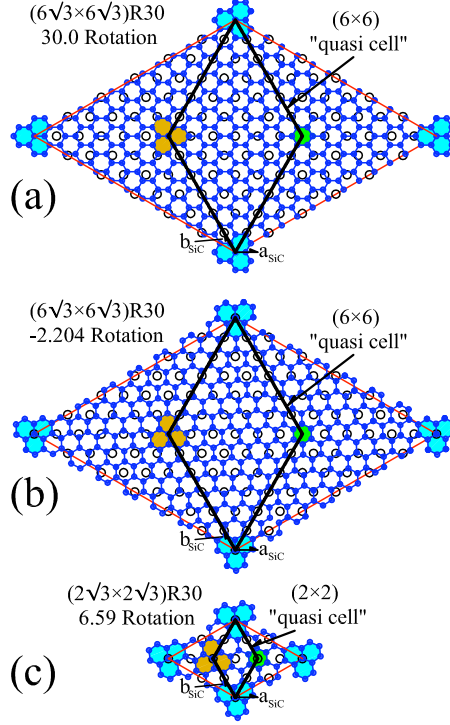 (6√3×6√3)R30
30.0 Rotation
(6×6)
"quasi cell"
(a)
b_SiC
a_SiC
(6√3×6√3)R30
-2.204 Rotation
(6×6)
"quasi cell"
(b)
b_SiC
a_SiC
(2√3×2√3)R30
6.59 Rotation
(2×2)
"quasi cell"
(c)
b_SiC
a_SiC